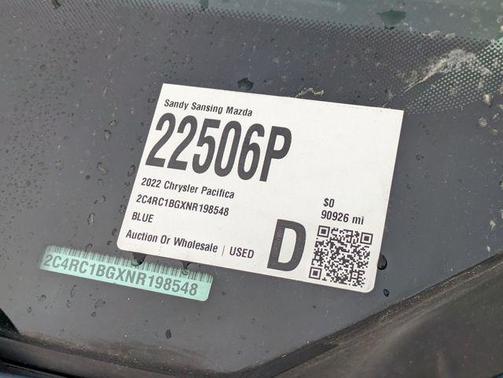 Sandy Sansing Mazda
22506P
2022 Chrysler Pacifica
2C4RC1BGXNR198548
BLUE
Auction Or Wholesale | USED
$0
90926 mi
D
2C4RC1BGXNR198548